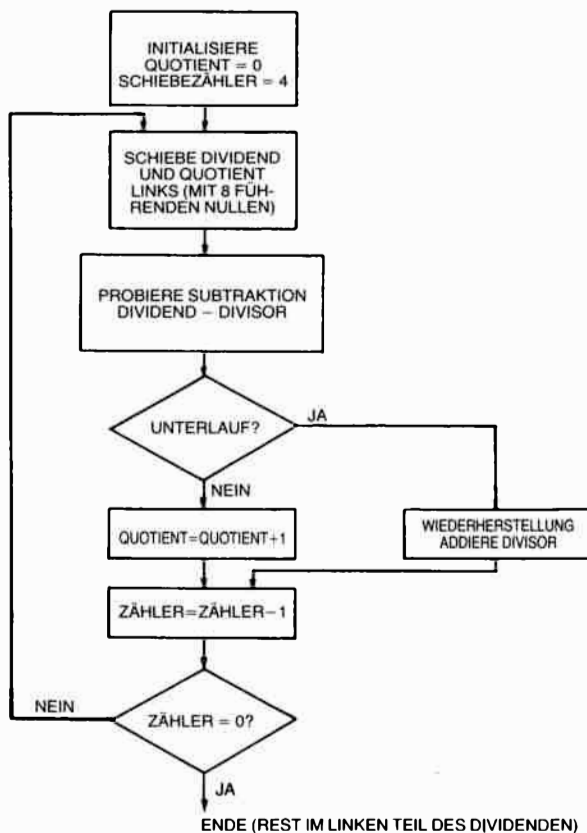 INITIALISIERE
QUOTIENT = 0
SCHIEBEZÄHLER = 4
SCHIEBE DIVIDEND
UND QUOTIENT
LINKS (MIT 8 FÜH-
RENDEN NULLEN)
PROBIERE SUBTRAKTION
DIVIDEND – DIVISOR
UNTERLAUF?
JA
NEIN
QUOTIENT=QUOTIENT+1
WIEDERHERSTELLUNG
ADDIERE DIVISOR
ZÄHLER=ZÄHLER–1
NEIN
ZÄHLER = 0?
JA
ENDE (REST IM LINKEN TEIL DES DIVIDENDEN)